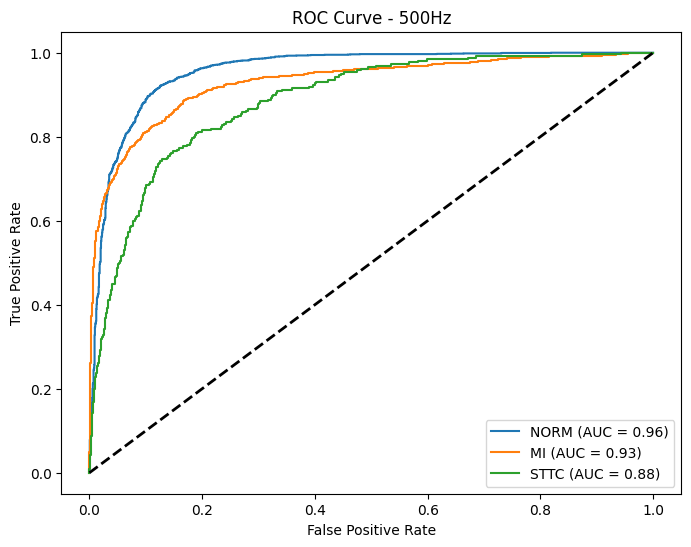 ROC Curve - 500Hz
True Positive Rate
1.0
0.8
0.6
0.4
0.2
0.0
0.0 0.2 0.4 0.6 0.8 1.0
False Positive Rate
NORM (AUC = 0.96)
MI (AUC = 0.93)
STTC (AUC = 0.88)